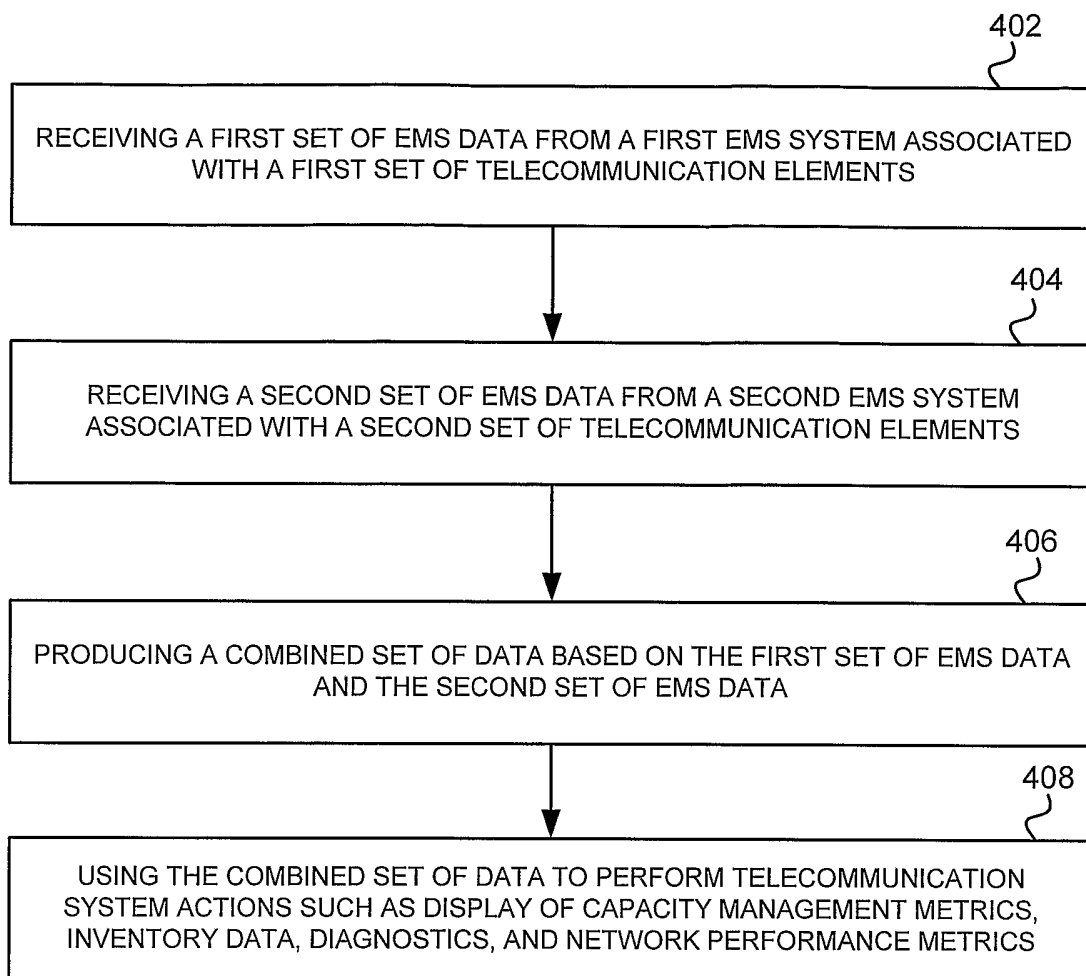 402
RECEIVING A FIRST SET OF EMS DATA FROM A FIRST EMS SYSTEM ASSOCIATED
WITH A FIRST SET OF TELECOMMUNICATION ELEMENTS
404
RECEIVING A SECOND SET OF EMS DATA FROM A SECOND EMS SYSTEM
ASSOCIATED WITH A SECOND SET OF TELECOMMUNICATION ELEMENTS
406
PRODUCING A COMBINED SET OF DATA BASED ON THE FIRST SET OF EMS DATA
AND THE SECOND SET OF EMS DATA
408
USING THE COMBINED SET OF DATA TO PERFORM TELECOMMUNICATION
SYSTEM ACTIONS SUCH AS DISPLAY OF CAPACITY MANAGEMENT METRICS,
INVENTORY DATA, DIAGNOSTICS, AND NETWORK PERFORMANCE METRICS